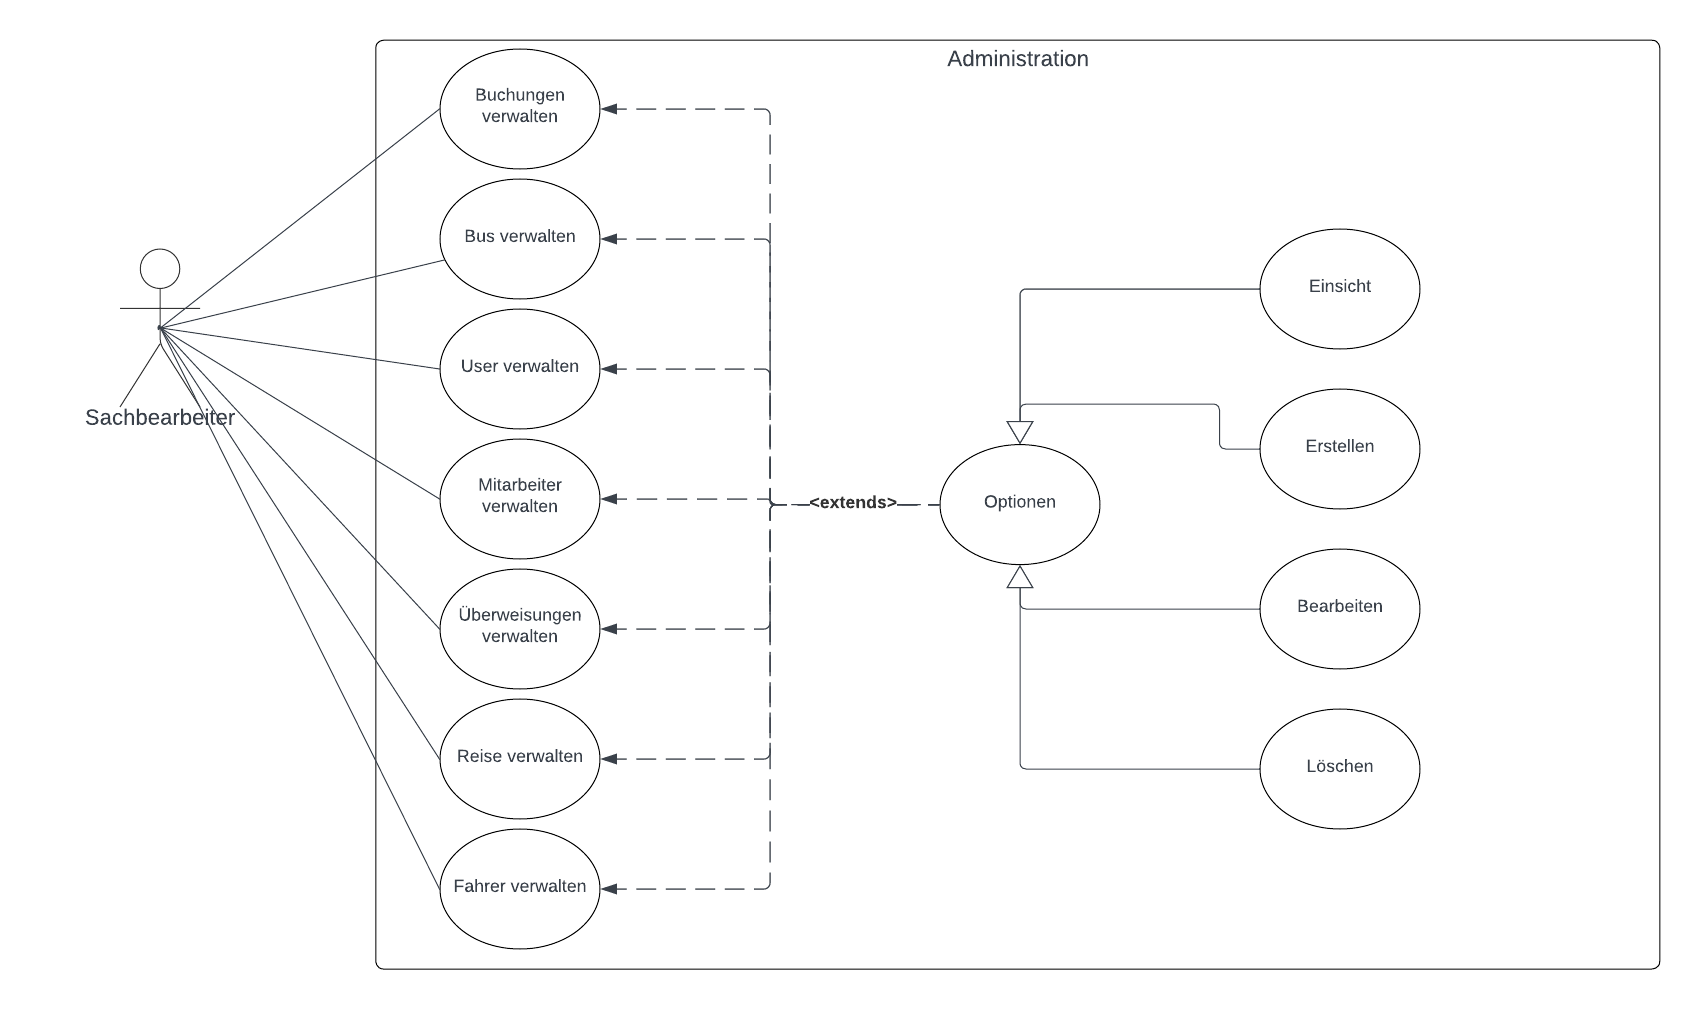 Administration
Buchungen
verwalten
Bus verwalten
User verwalten
Mitarbeiter
verwalten
Überweisungen
verwalten
Reise verwalten
Fahrer verwalten
Sachbearbeiter
<extends>
Optionen
Einsicht
Erstellen
Bearbeiten
Löschen